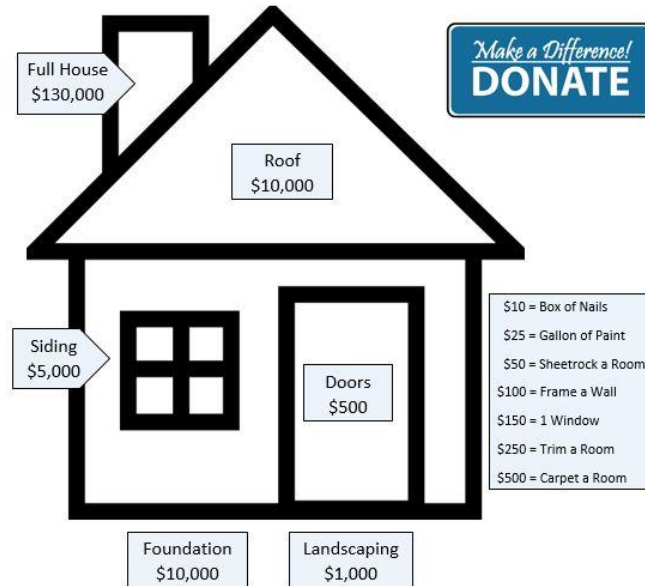 Make a Difference!
DONATE
Full House
$130,000
Roof
$10,000
Siding
$5,000
Doors
$500
$10 = Box of Nails
$25 = Gallon of Paint
$50 = Sheetrock a Room
$100 = Frame a Wall
$150 = 1 Window
$250 = Trim a Room
$500 = Carpet a Room
Foundation
$10,000
Landscaping
$1,000